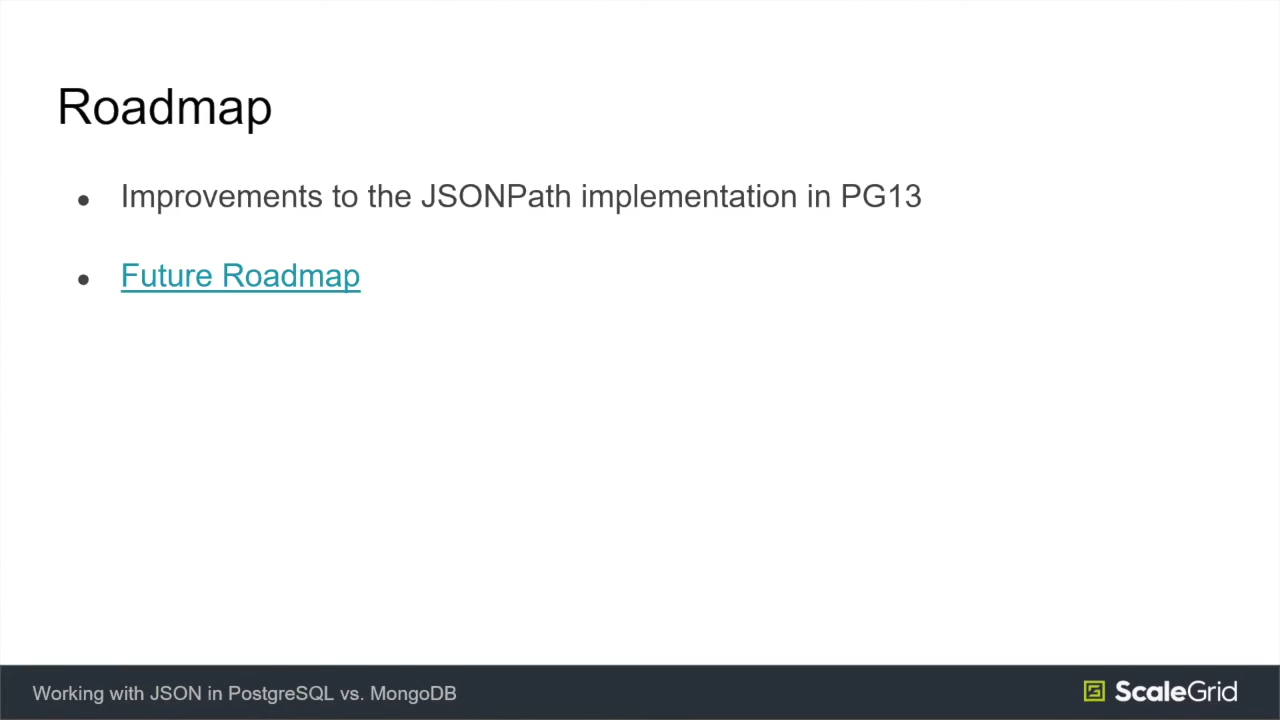 Roadmap
● Improvements to the JSONPath implementation in PG13
● Future Roadmap
Working with JSON in PostgreSQL vs. MongoDB
ScaleGrid